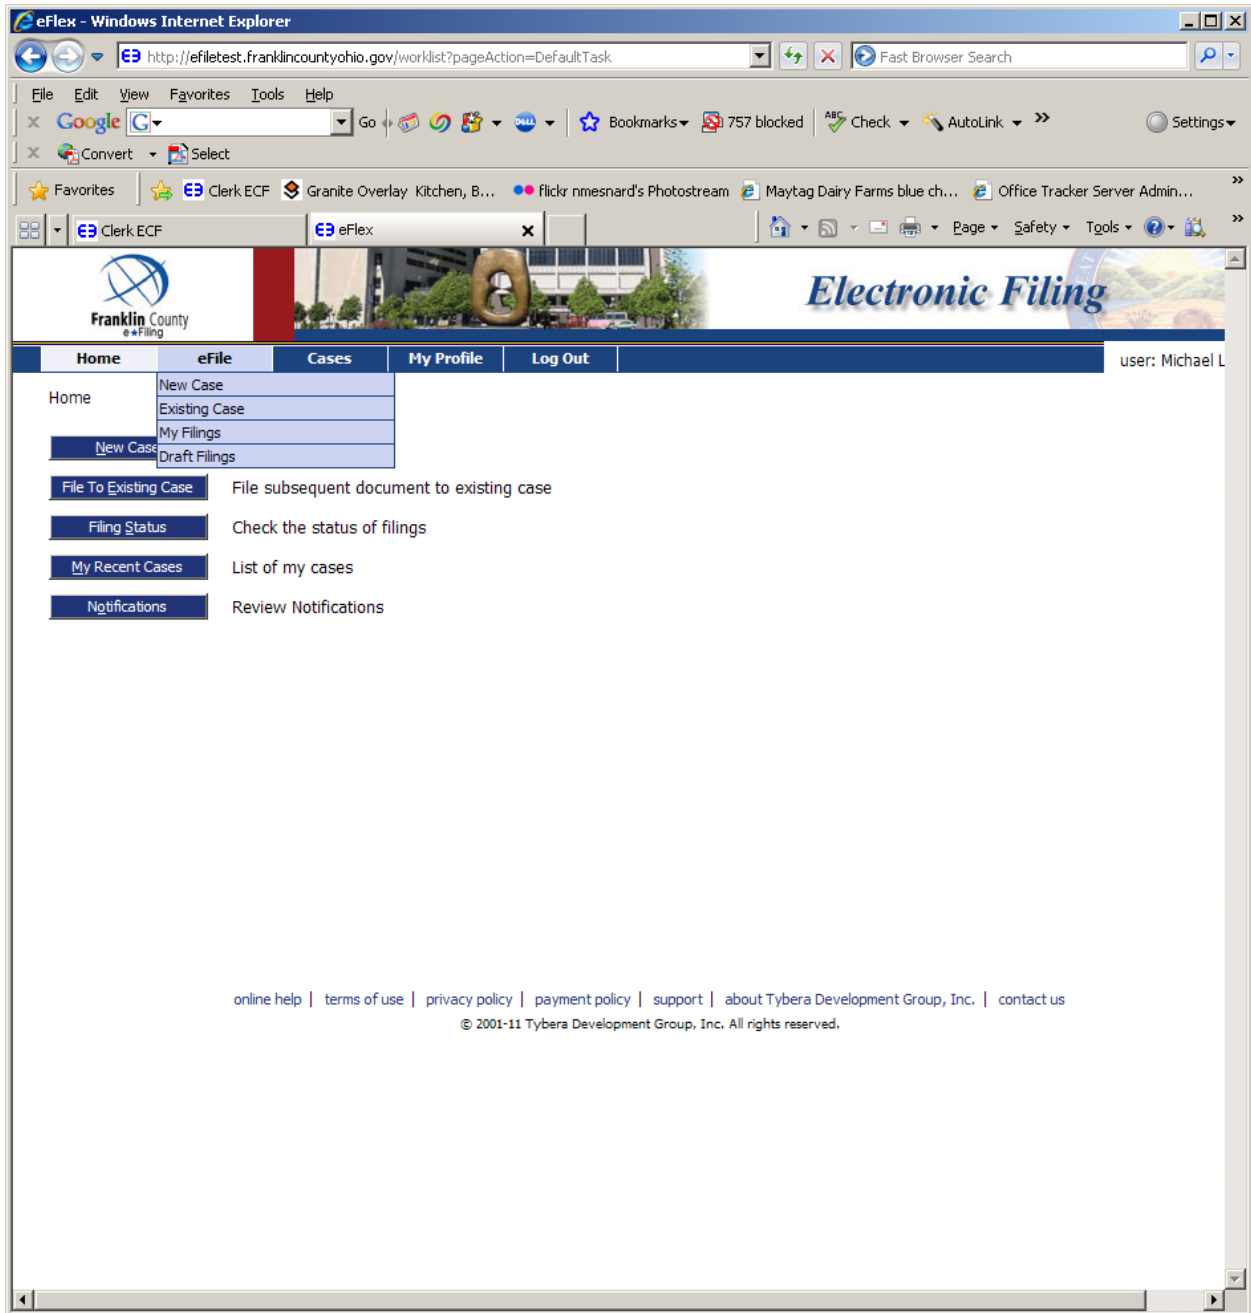 eFlex - Windows Internet Explorer
http://efiletest.franklincountyohio.gov/worklist?pageAction=DefaultTask
Fast Browser Search
File Edit View Favorites Tools Help
x Google G Go DELL Bookmarks 757 blocked ABC Check AutoLink >> Settings
x Convert Select
Favorites E3 Clerk ECF Granite Overlay Kitchen, B... flickr nmesnard's Photostream Maytag Dairy Farms blue ch... Office Tracker Server Admin... >>
E3 Clerk ECF E3 eFlex x Page Safety Tools >>
Franklin County
e★Filing
Electronic Filing
Home eFile Cases My Profile Log Out
user: Michael L
New Case
Home
Existing Case
My Filings
New Case
Draft Filings
File To Existing Case File subsequent document to existing case
Filing Status Check the status of filings
My Recent Cases List of my cases
Notifications Review Notifications
online help | terms of use | privacy policy | payment policy | support | about Tybera Development Group, Inc. | contact us
© 2001-11 Tybera Development Group, Inc. All rights reserved.